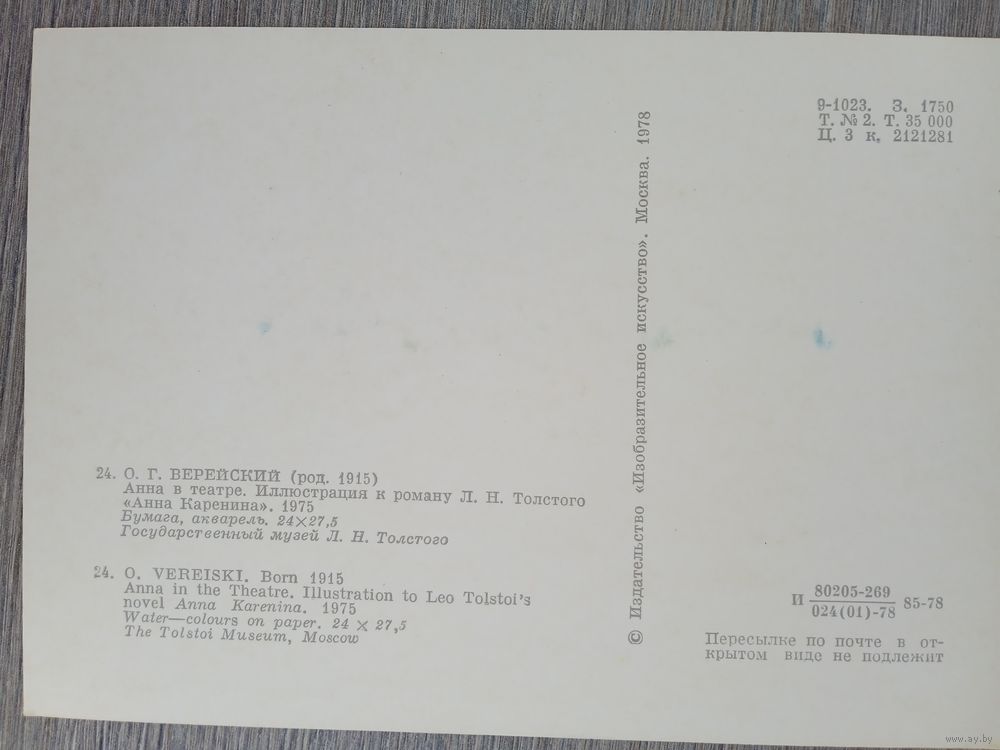 9-1023. З. 1750
Т. № 2. Т. 35 000
Ц. 3 к. 2121281
© Издательство «Изобразительное искусство». Москва. 1978
24. О. Г. ВЕРЕЙСКИЙ (род. 1915)
Анна в театре. Иллюстрация к роману Л. Н. Толстого
«Анна Каренина». 1975
Бумага, акварель. 24×27,5
Государственный музей Л. Н. Толстого
24. O. VEREISKI. Born 1915
Anna in the Theatre. Illustration to Leo Tolstoi's
novel Anna Karenina. 1975
Water—colours on paper. 24 × 27,5
The Tolstoi Museum, Moscow
И 80205-269 85-78
024(01)-78
Пересылке по почте в от-
крытом виде не подлежит
www.ay.by